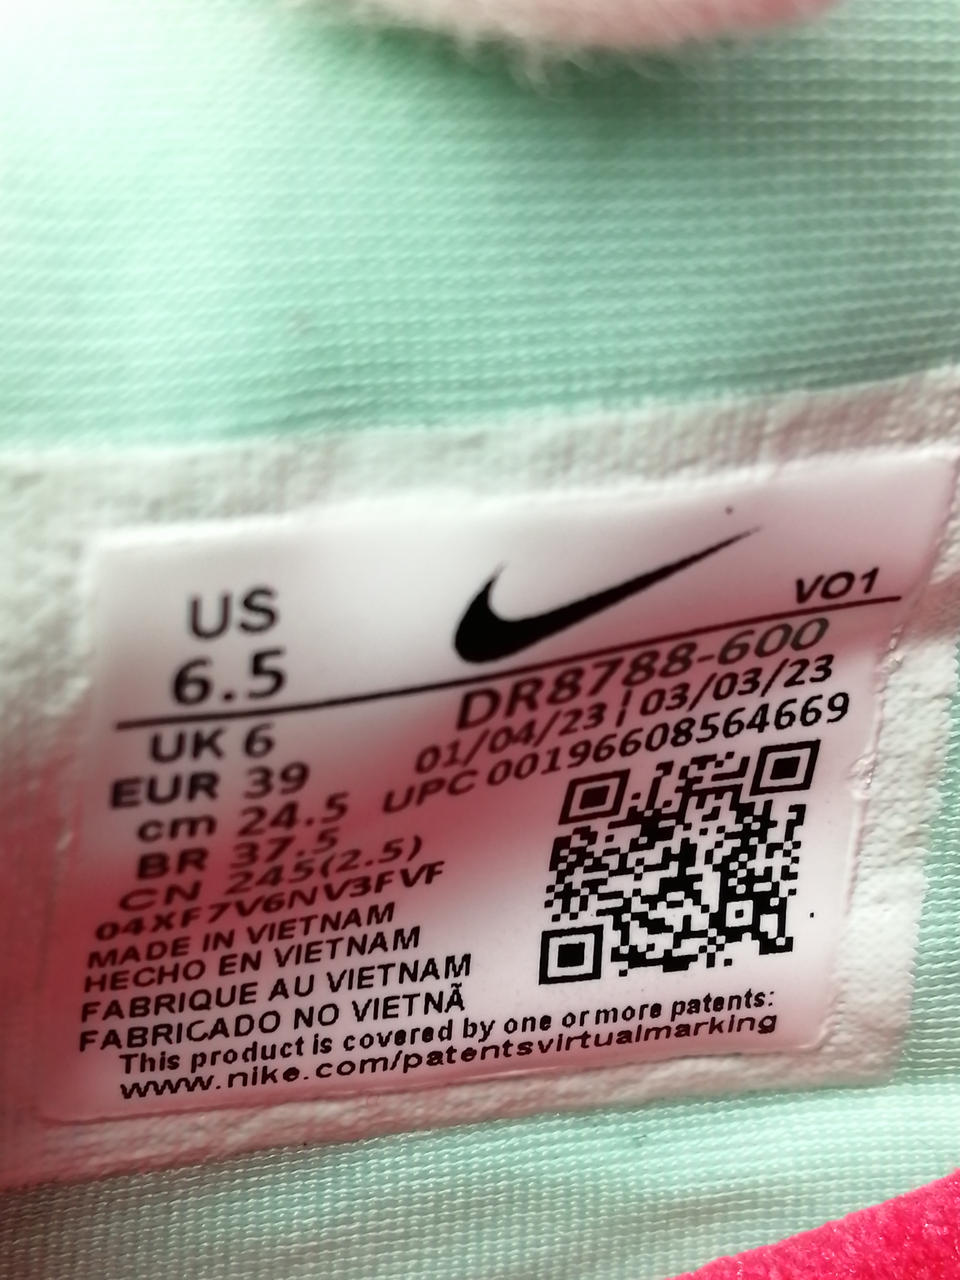 US
6.5
VO1
UK 6
EUR 39
cm 24.5
BR 37.5
CN 245(2.5)
DR8788-600
01/04/23 | 03/03/23
UPC 00196608564669
04XF7V6NV3FVF
MADE IN VIETNAM
HECHO EN VIETNAM
FABRIQUE AU VIETNAM
FABRICADO NO VIETNÃ
This product is covered by one or more patents:
www.nike.com/patentsvirtualmarking